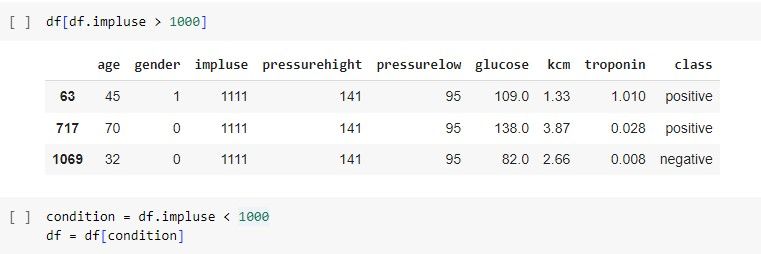 [ ] df[df.impluse > 1000]
age gender impluse pressurehight pressurelow glucose kcm troponin class
63 45 1 1111 141 95 109.0 1.33 1.010 positive
717 70 0 1111 141 95 138.0 3.87 0.028 positive
1069 32 0 1111 141 95 82.0 2.66 0.008 negative
[ ] condition = df.impluse < 1000
df = df[condition]